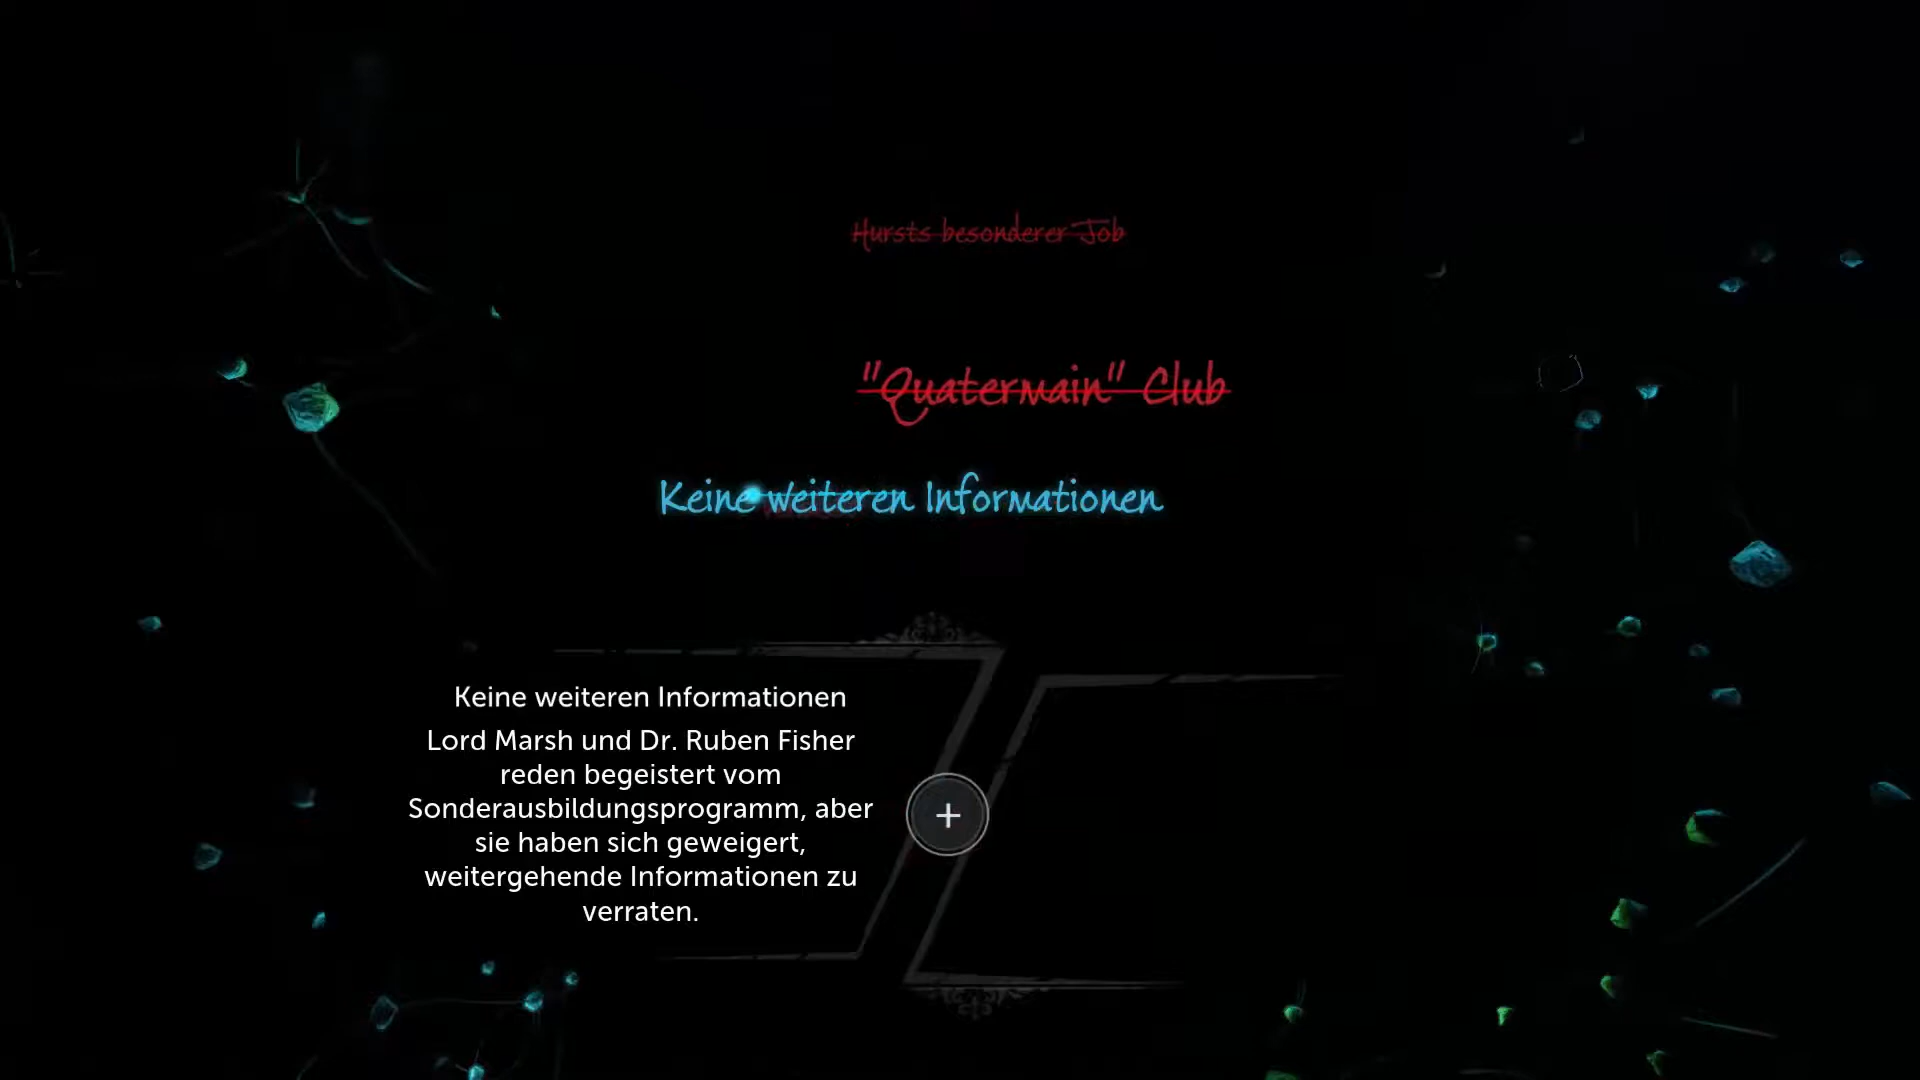 Hursts besonderer Job
"Quatermain" Club
Keine weiteren Informationen
Keine weiteren Informationen
Lord Marsh und Dr. Ruben Fisher
reden begeistert vom
Sonderausbildungsprogramm, aber
sie haben sich geweigert,
weitergehende Informationen zu
verraten.
+